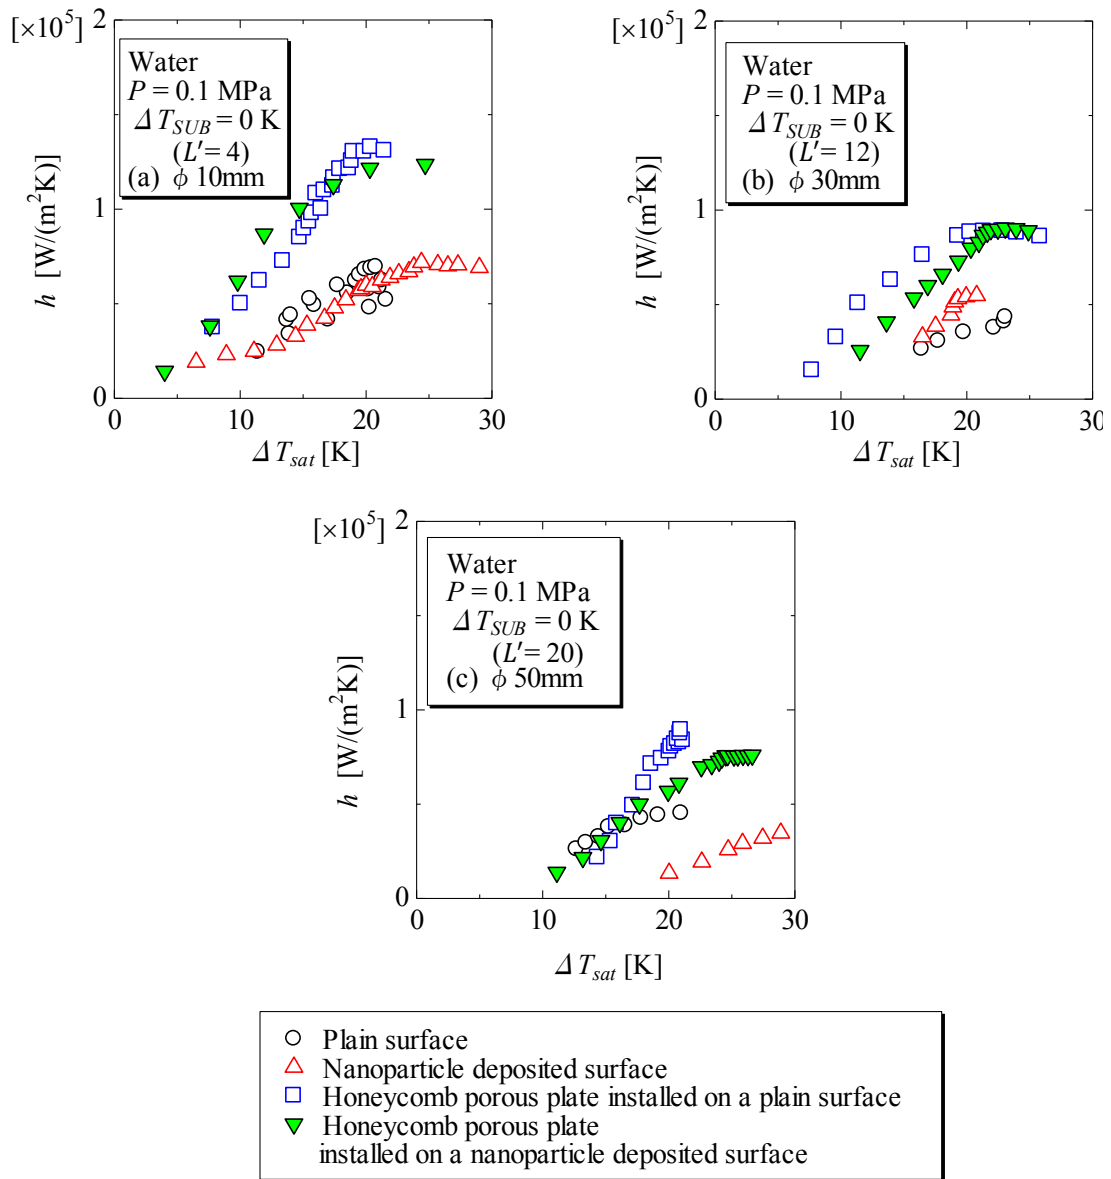 [×10⁵] 2
Water
P = 0.1 MPa
ΔT_SUB = 0 K
(L′= 4)
(a) ϕ 10mm
h [W/(m²K)]
1
0
0 10 20 30
ΔT_sat [K]
[×10⁵] 2
Water
P = 0.1 MPa
ΔT_SUB = 0 K
(L′= 12)
(b) ϕ 30mm
h [W/(m²K)]
1
0
0 10 20 30
ΔT_sat [K]
[×10⁵] 2
Water
P = 0.1 MPa
ΔT_SUB = 0 K
(L′= 20)
(c) ϕ 50mm
h [W/(m²K)]
1
0
0 10 20 30
ΔT_sat [K]
Plain surface
Nanoparticle deposited surface
Honeycomb porous plate installed on a plain surface
Honeycomb porous plate
installed on a nanoparticle deposited surface